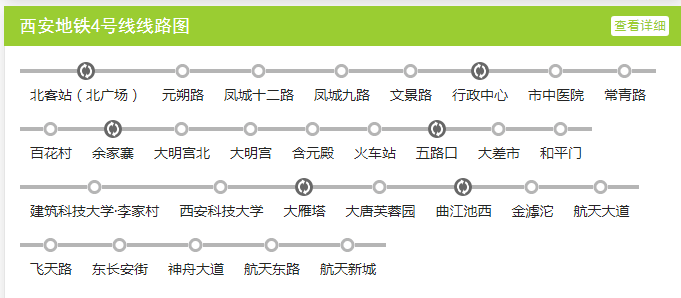 西安地铁4号线线路图 查看详细
北客站（北广场） 元朔路 凤城十二路 凤城九路 文景路 行政中心 市中医院 常青路
百花村 余家寨 大明宫北 大明宫 含元殿 火车站 五路口 大差市 和平门
建筑科技大学·李家村 西安科技大学 大雁塔 大唐芙蓉园 曲江池西 金滹沱 航天大道
飞天路 东长安街 神舟大道 航天东路 航天新城